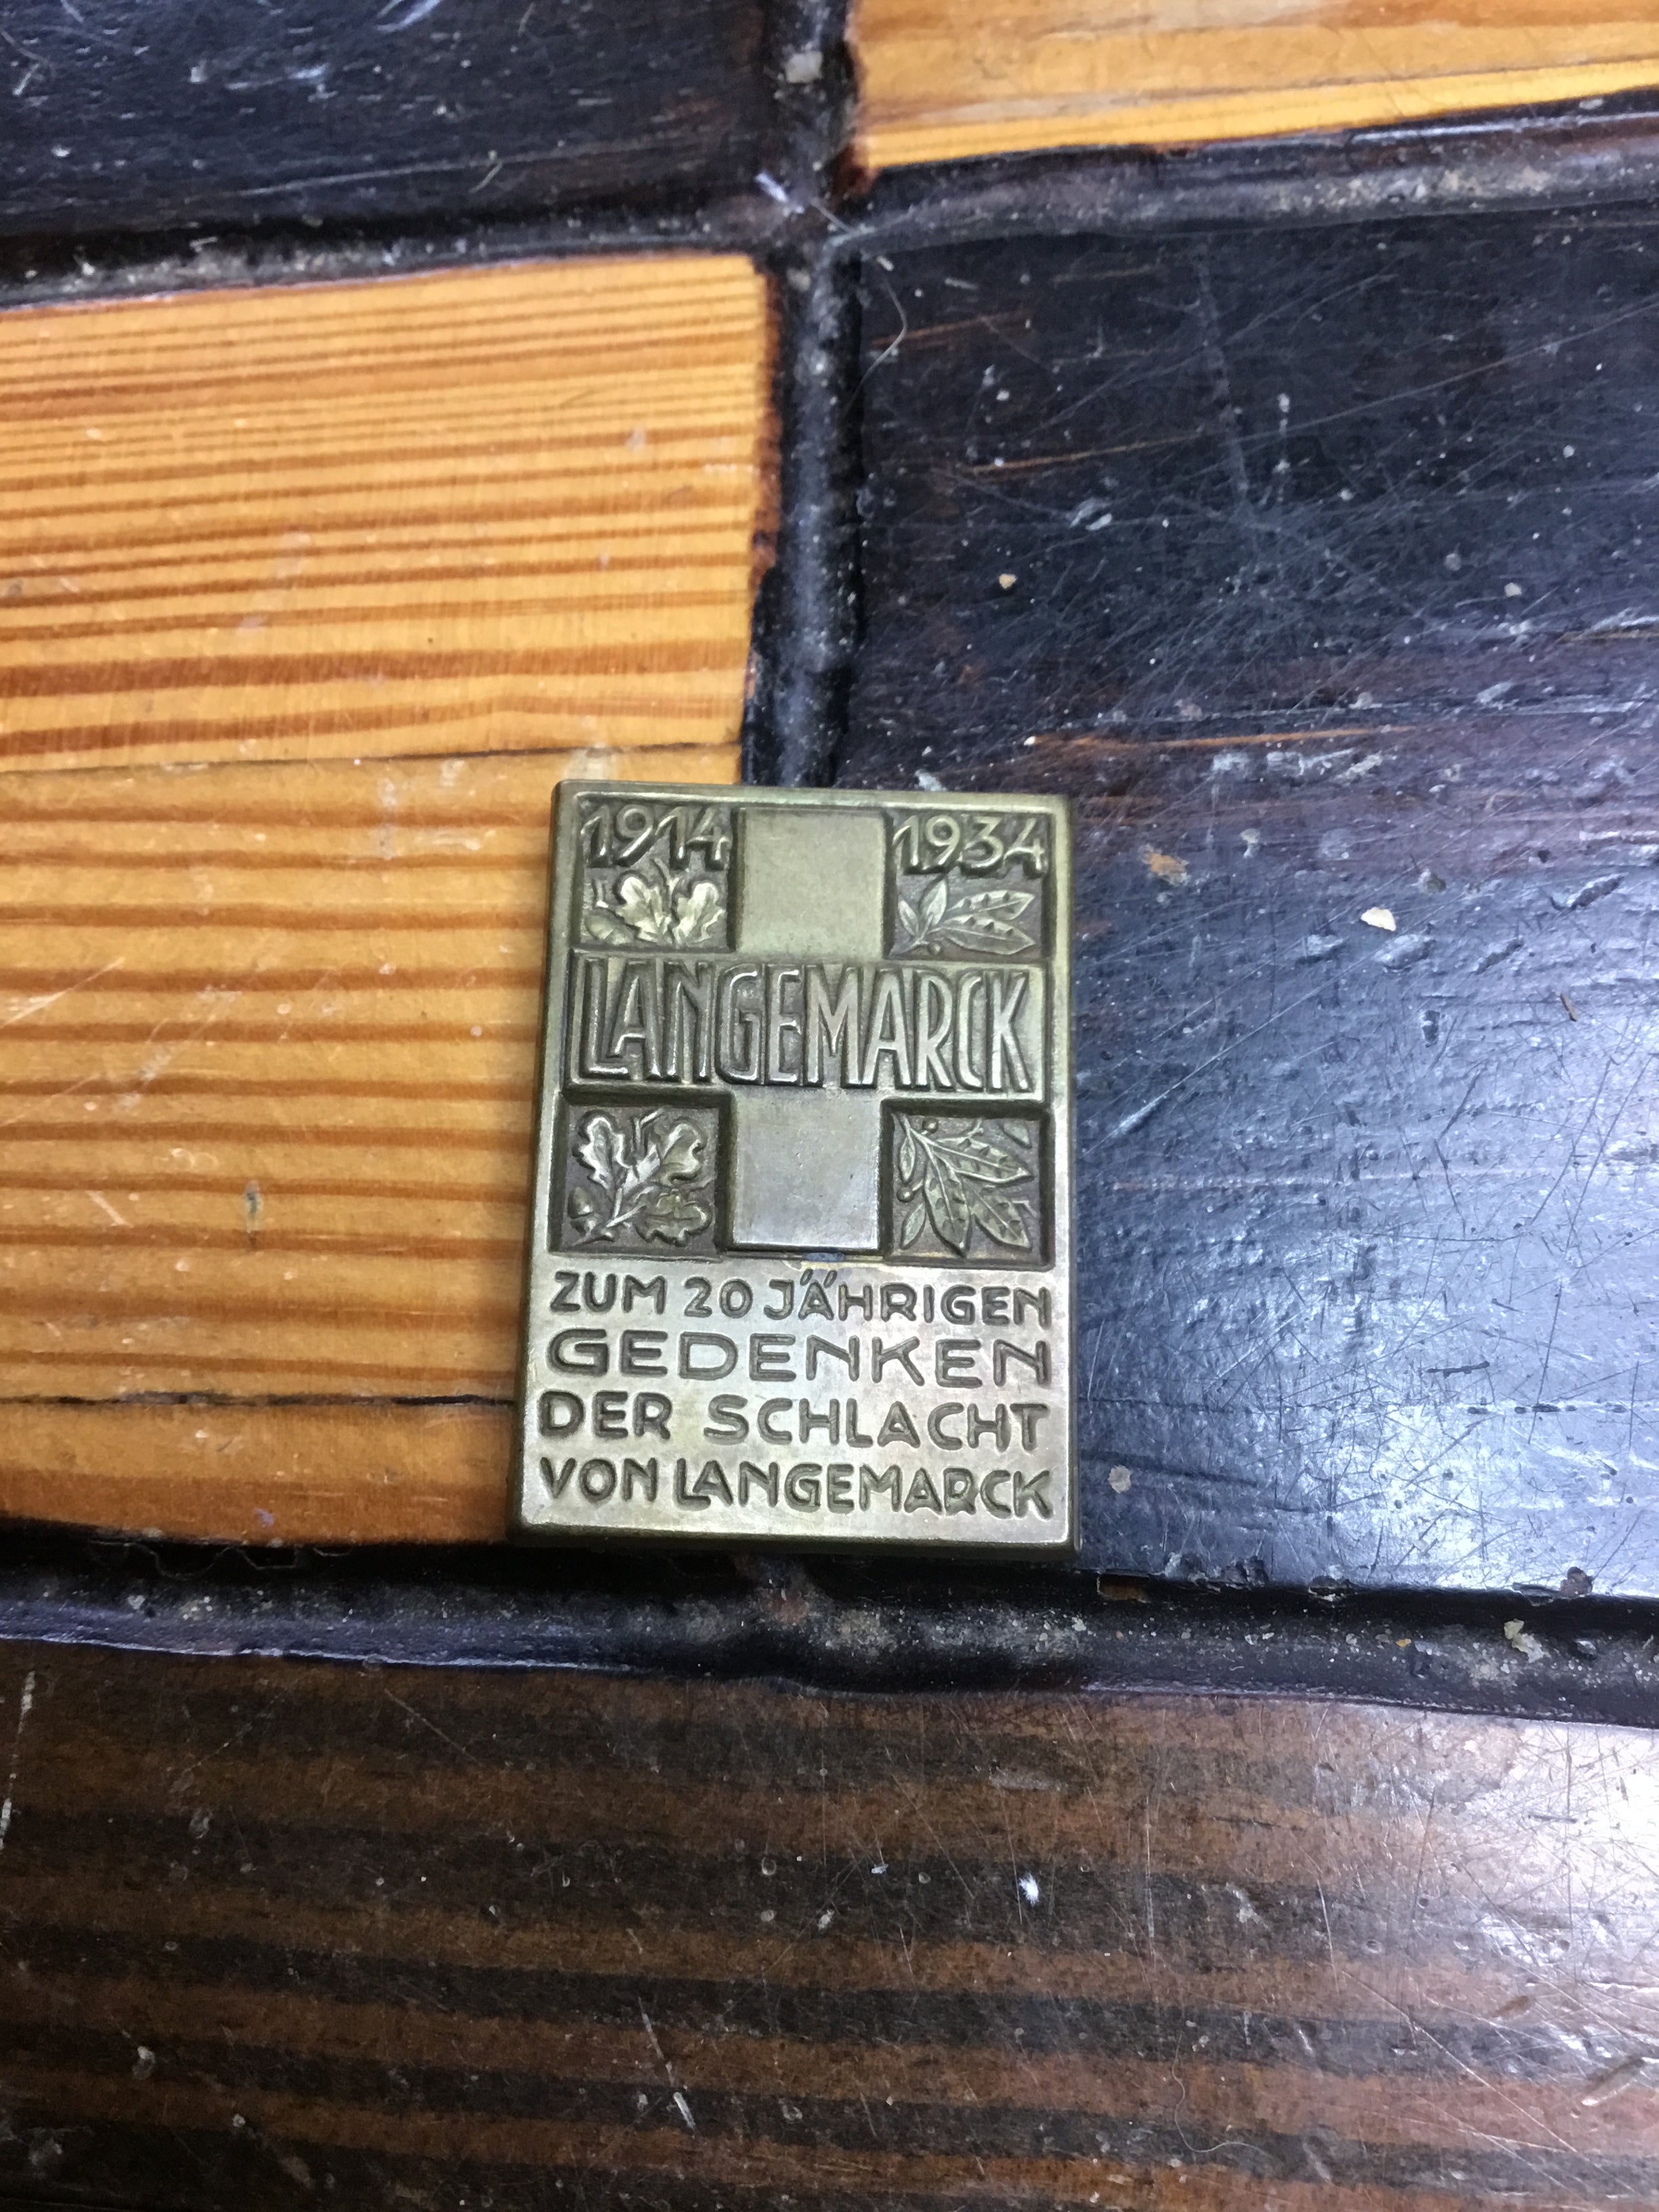 1914 1934
LANGEMARCK
ZUM 20 JÄHRIGEN
GEDENKEN
DER SCHLACHT
VON LANGEMARCK